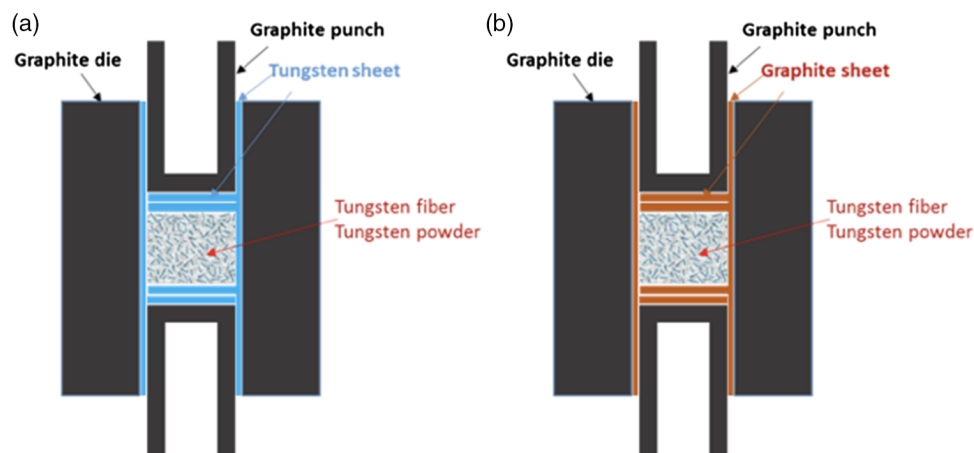 (a)
Graphite punch
Graphite die
Tungsten sheet
Tungsten fiber
Tungsten powder
(b)
Graphite punch
Graphite die
Graphite sheet
Tungsten fiber
Tungsten powder